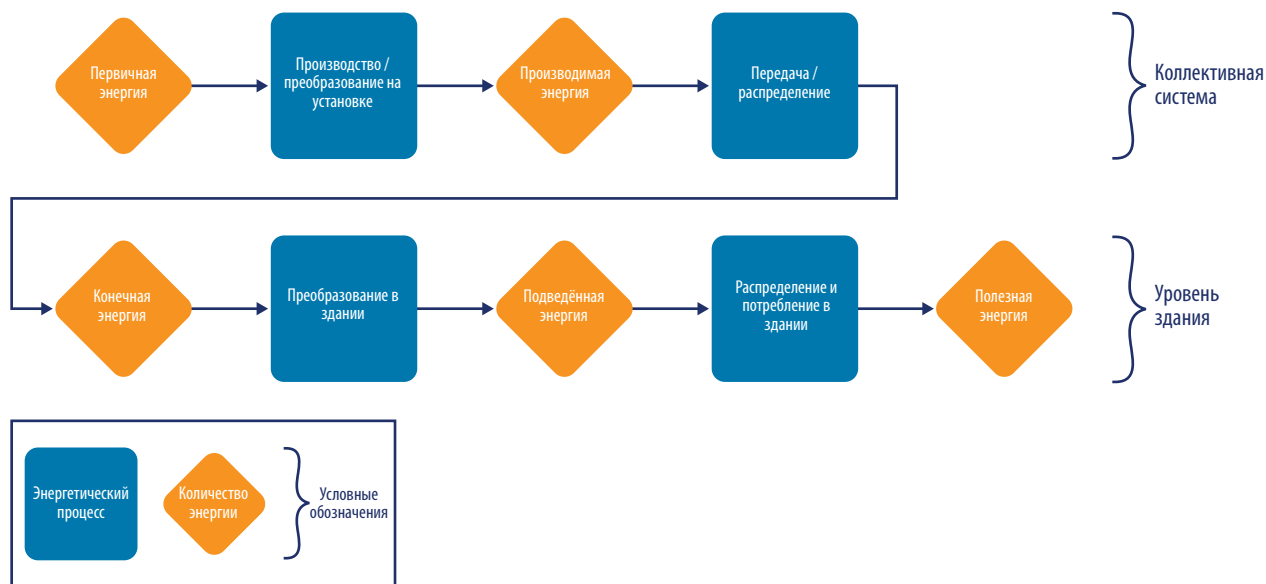 Первичная
энергия
Производство /
преобразование на
установке
Производимая
энергия
Передача /
распределение
Коллективная
система
Конечная
энергия
Преобразование в
здании
Подведённая
энергия
Распределение и
потребление в
здании
Полезная
энергия
Уровень
здания
Энергетический
процесс
Количество
энергии
Условные
обозначения